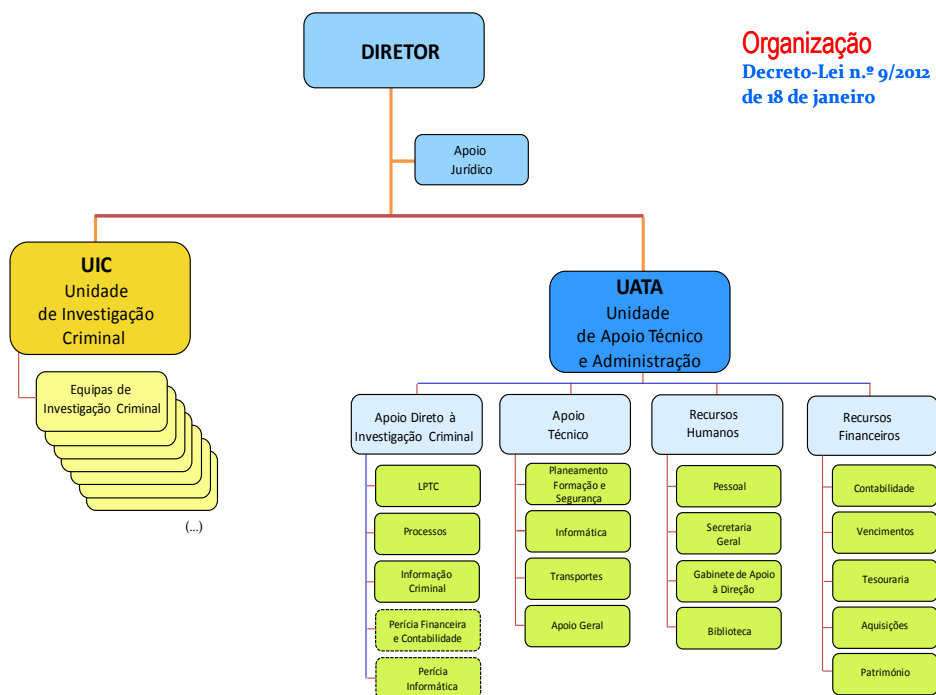 DIRETOR
Organização
Decreto-Lei n.º 9/2012
de 18 de janeiro
Apoio
Jurídico
UIC
Unidade
de Investigação
Criminal
UATA
Unidade
de Apoio Técnico
e Administração
Equipas de
Investigação Criminal
(...)
Apoio Direto à
Investigação Criminal
LPTC
Processos
Informação
Criminal
Perícia Financeira
e Contabilidade
Perícia
Informática
Apoio
Técnico
Planeamento
Formação e
Segurança
Informática
Transportes
Apoio Geral
Recursos
Humanos
Pessoal
Secretaria
Geral
Gabinete de Apoio
à Direção
Biblioteca
Recursos
Financeiros
Contabilidade
Vencimentos
Tesouraria
Aquisições
Património